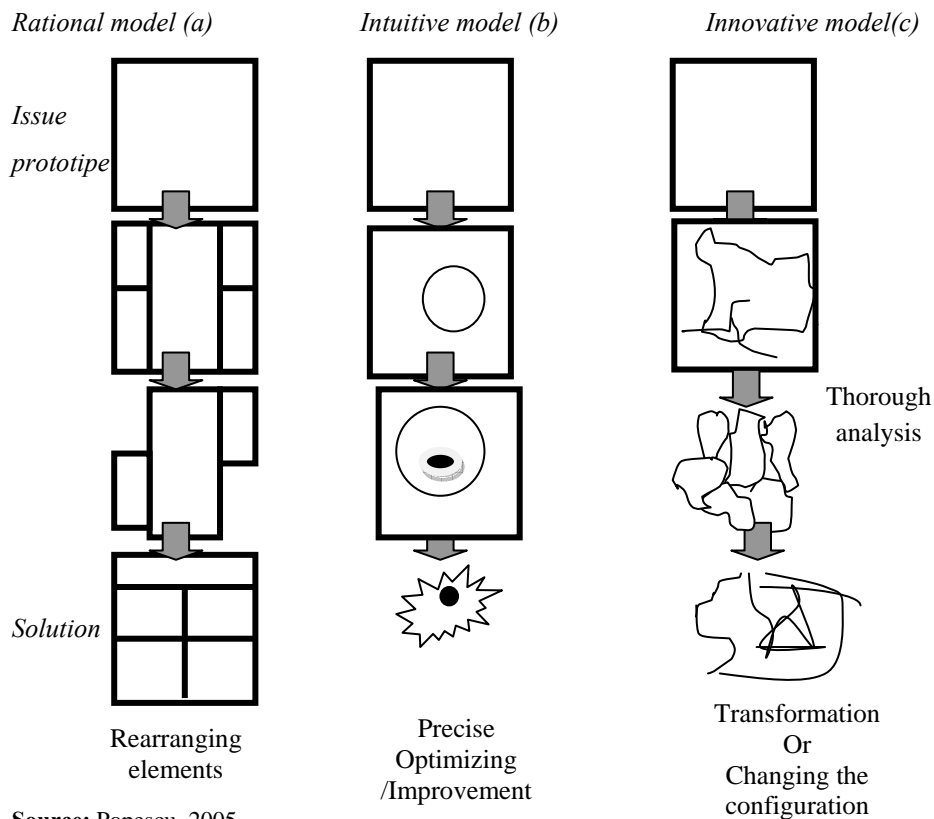 Rational model (a)
Intuitive model (b)
Innovative model(c)
Issue
prototipe
Thorough
analysis
Solution
Rearranging
elements
Precise
Optimizing
/Improvement
Transformation
Or
Changing the
configuration
Source: Popescu, 2005